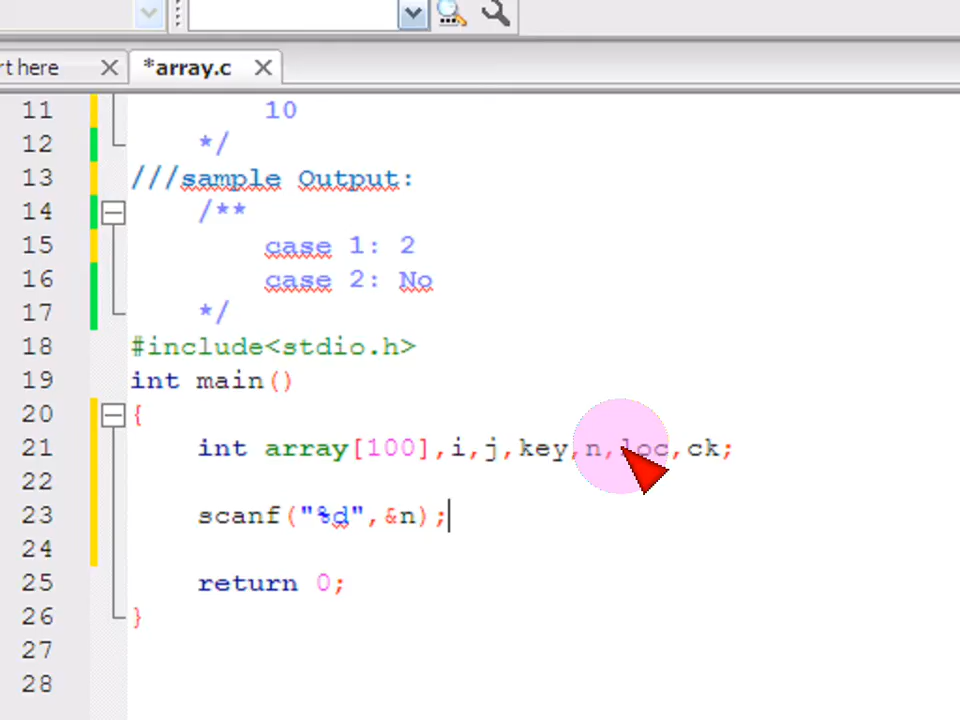 rt here
*array.c
11 10
12 */
13 ///sample Output:
14 /**
15 case 1: 2
16 case 2: No
17 */
18 #include<stdio.h>
19 int main()
20 {
21 int array[100],i,j,key,n,loc,ck;
22
23 scanf("%d",&n);
24
25 return 0;
26 }
27
28